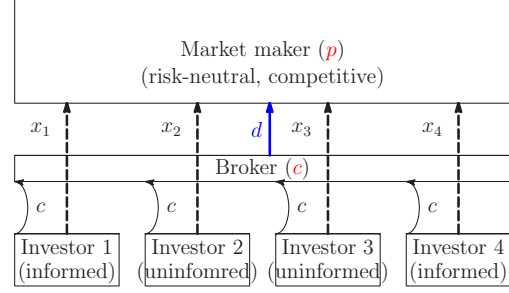 Market maker (p)
(risk-neutral, competitive)
x₁ x₂ d x₃ x₄
Broker (c)
c c c c
Investor 1 Investor 2 Investor 3 Investor 4
(informed) (uninfomred) (uninformed) (informed)